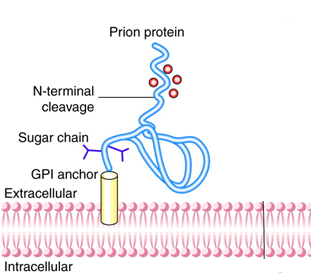 Prion protein
N-terminal
cleavage
Sugar chain
GPI anchor
Extracellular
Intracellular